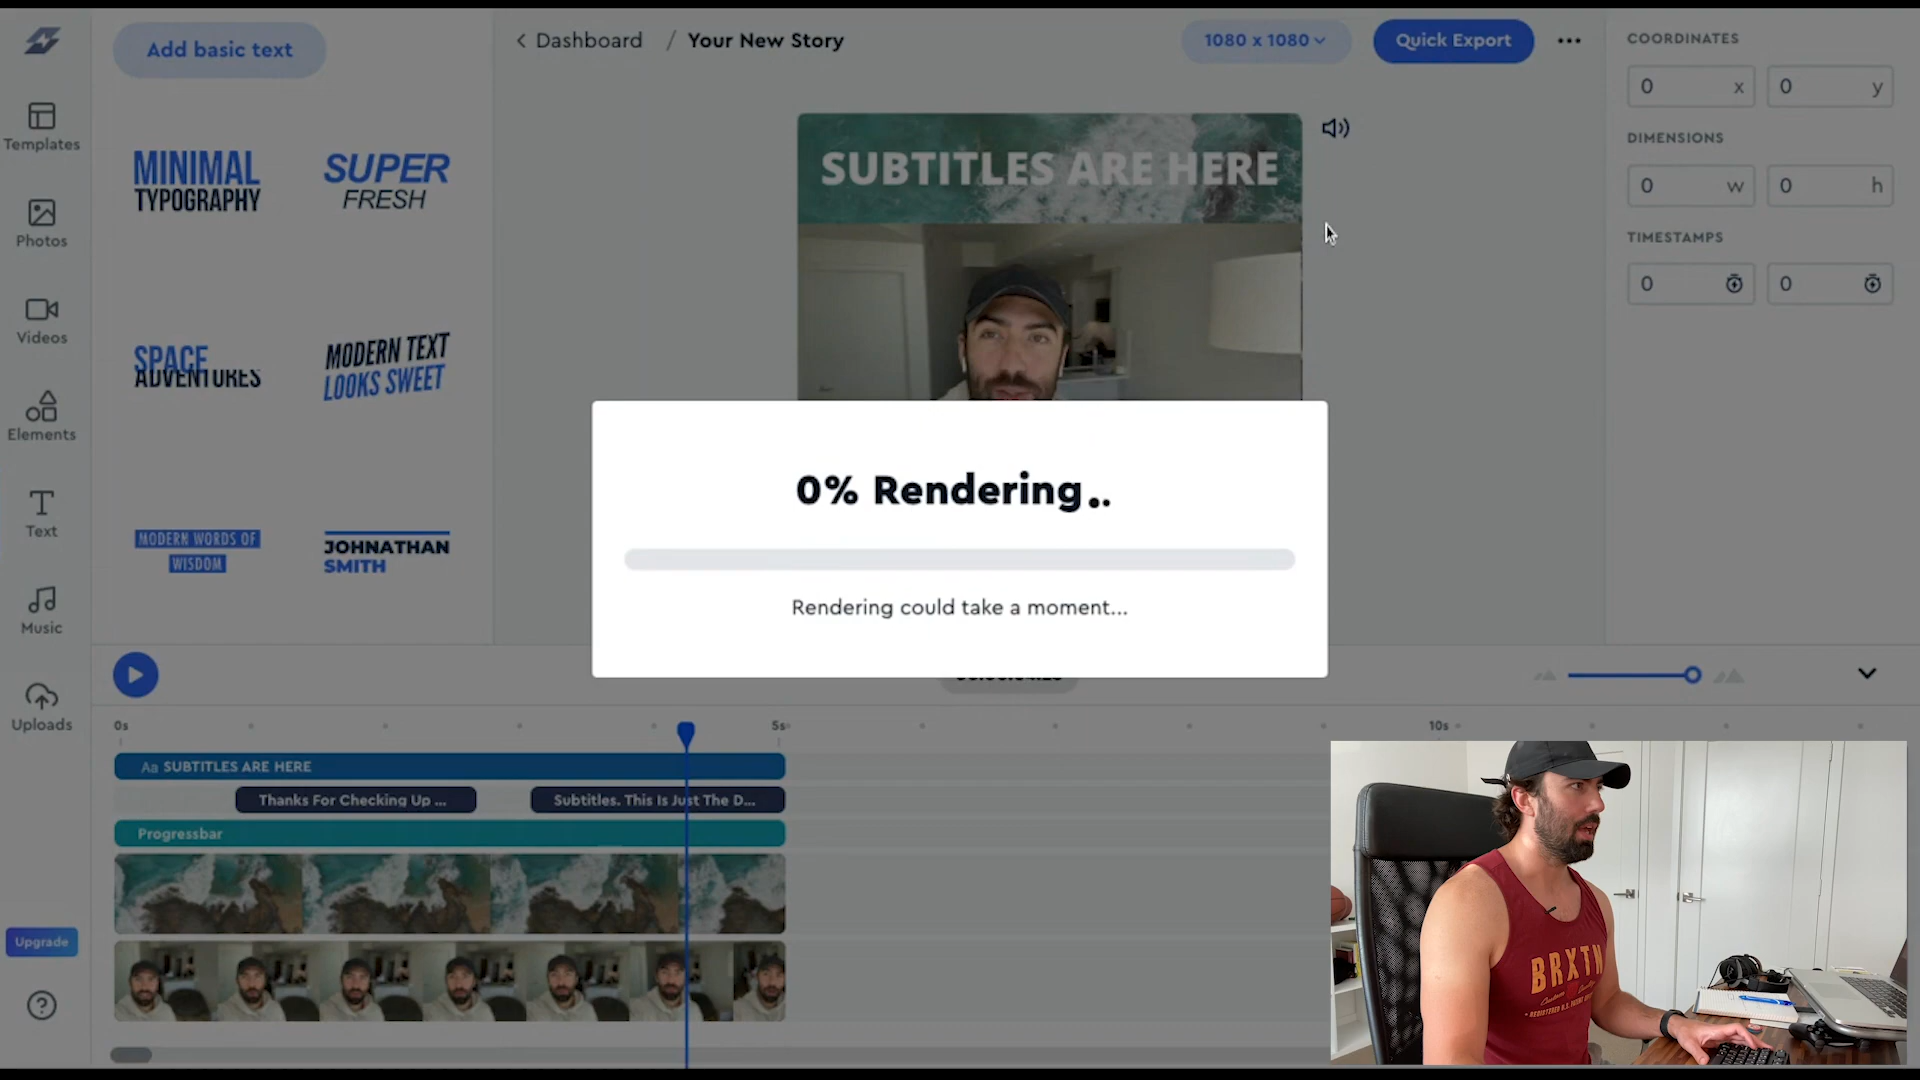 Add basic text
Dashboard / Your New Story
1080 x 1080
Quick Export
COORDINATES
0 x
0 y
DIMENSIONS
0 w
0 h
TIMESTAMPS
0
0
Templates
Photos
Videos
Elements
Text
Music
Uploads
Upgrade
MINIMAL
TYPOGRAPHY
SUPER
FRESH
SPACE
ADVENTURES
MODERN TEXT
LOOKS SWEET
MODERN WORDS OF
WISDOM
JOHNATHAN
SMITH
SUBTITLES ARE HERE
0% Rendering..
Rendering could take a moment...
0s
5s
10s
Aa SUBTITLES ARE HERE
Thanks For Checking Up ...
Subtitles. This Is Just The D...
Progressbar
BRXTN